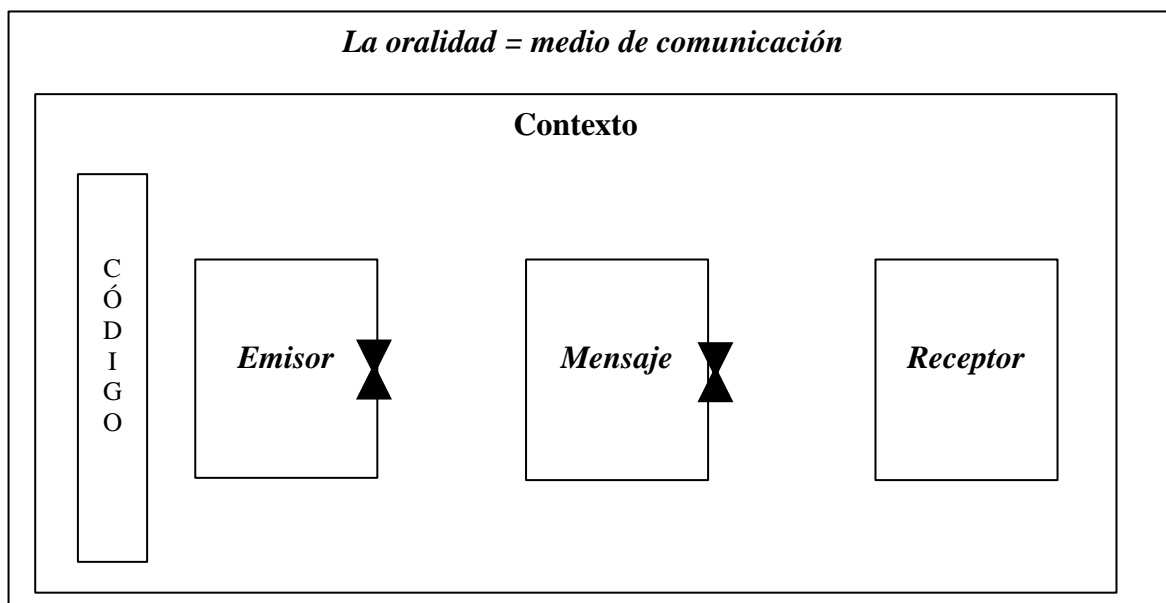 La oralidad = medio de comunicación
Contexto
C
Ó
D
I
G
O
Emisor
Mensaje
Receptor